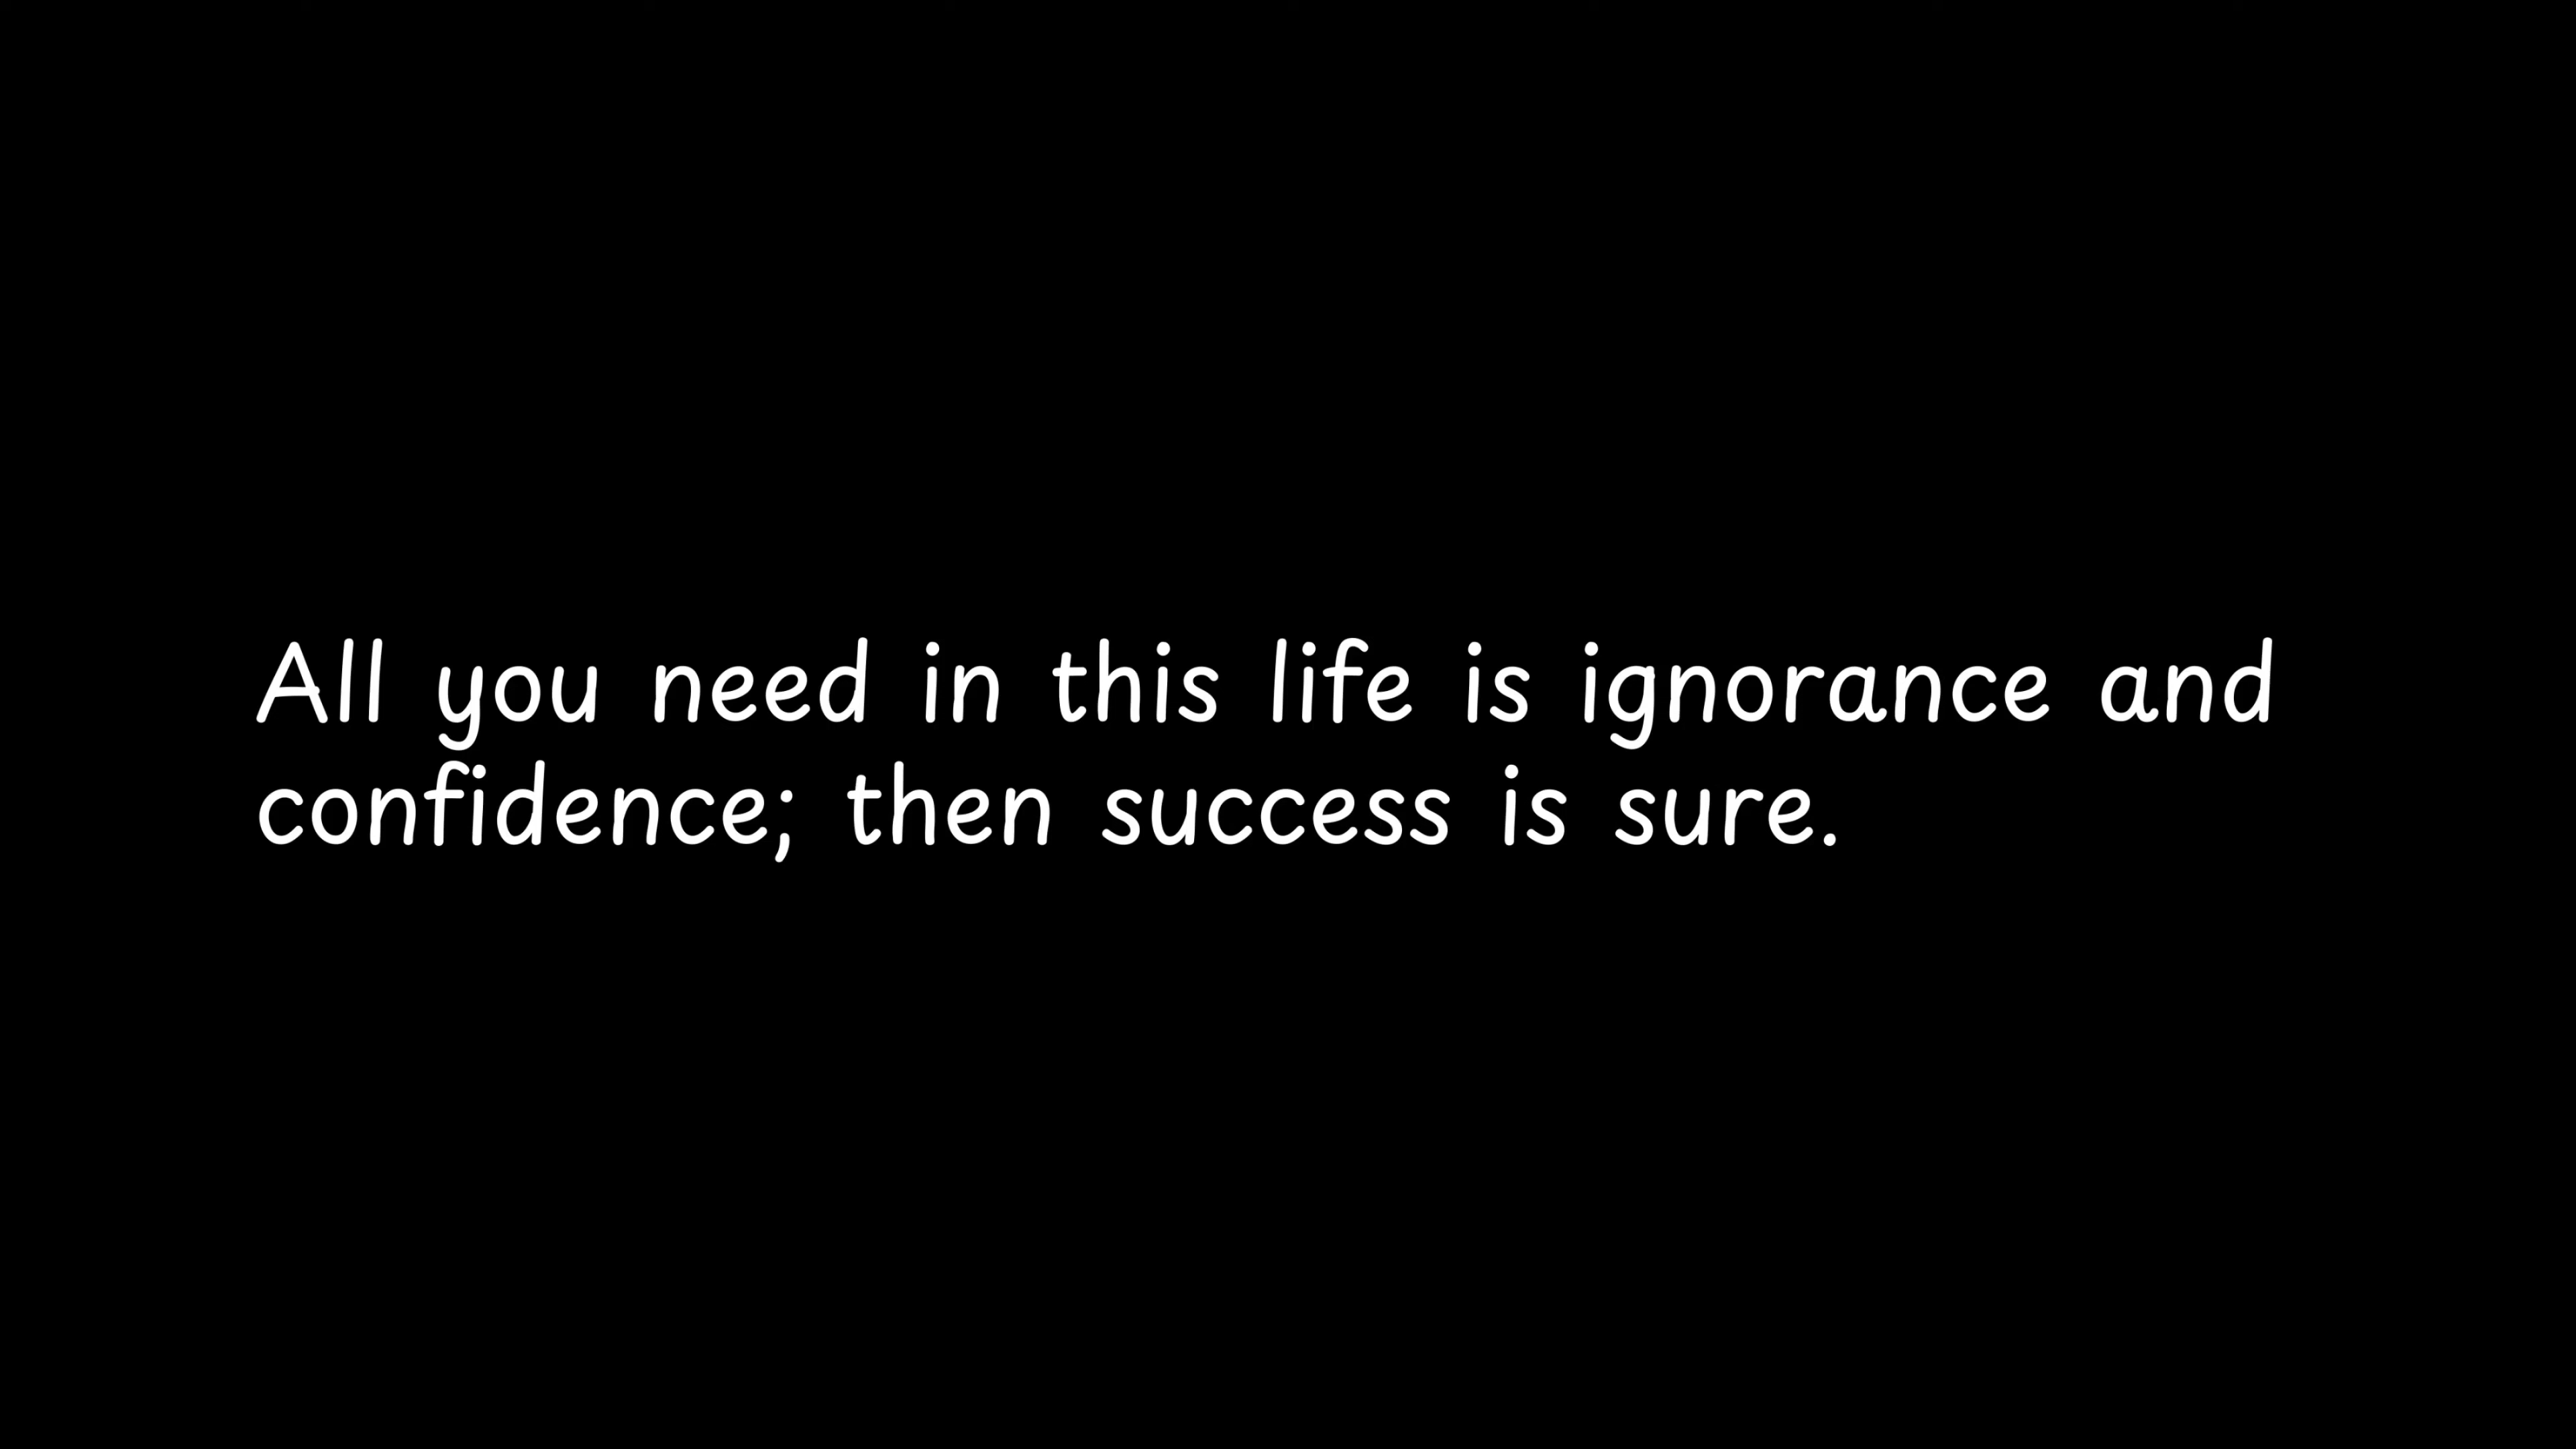 All you need in this life is ignorance and
confidence; then success is sure.